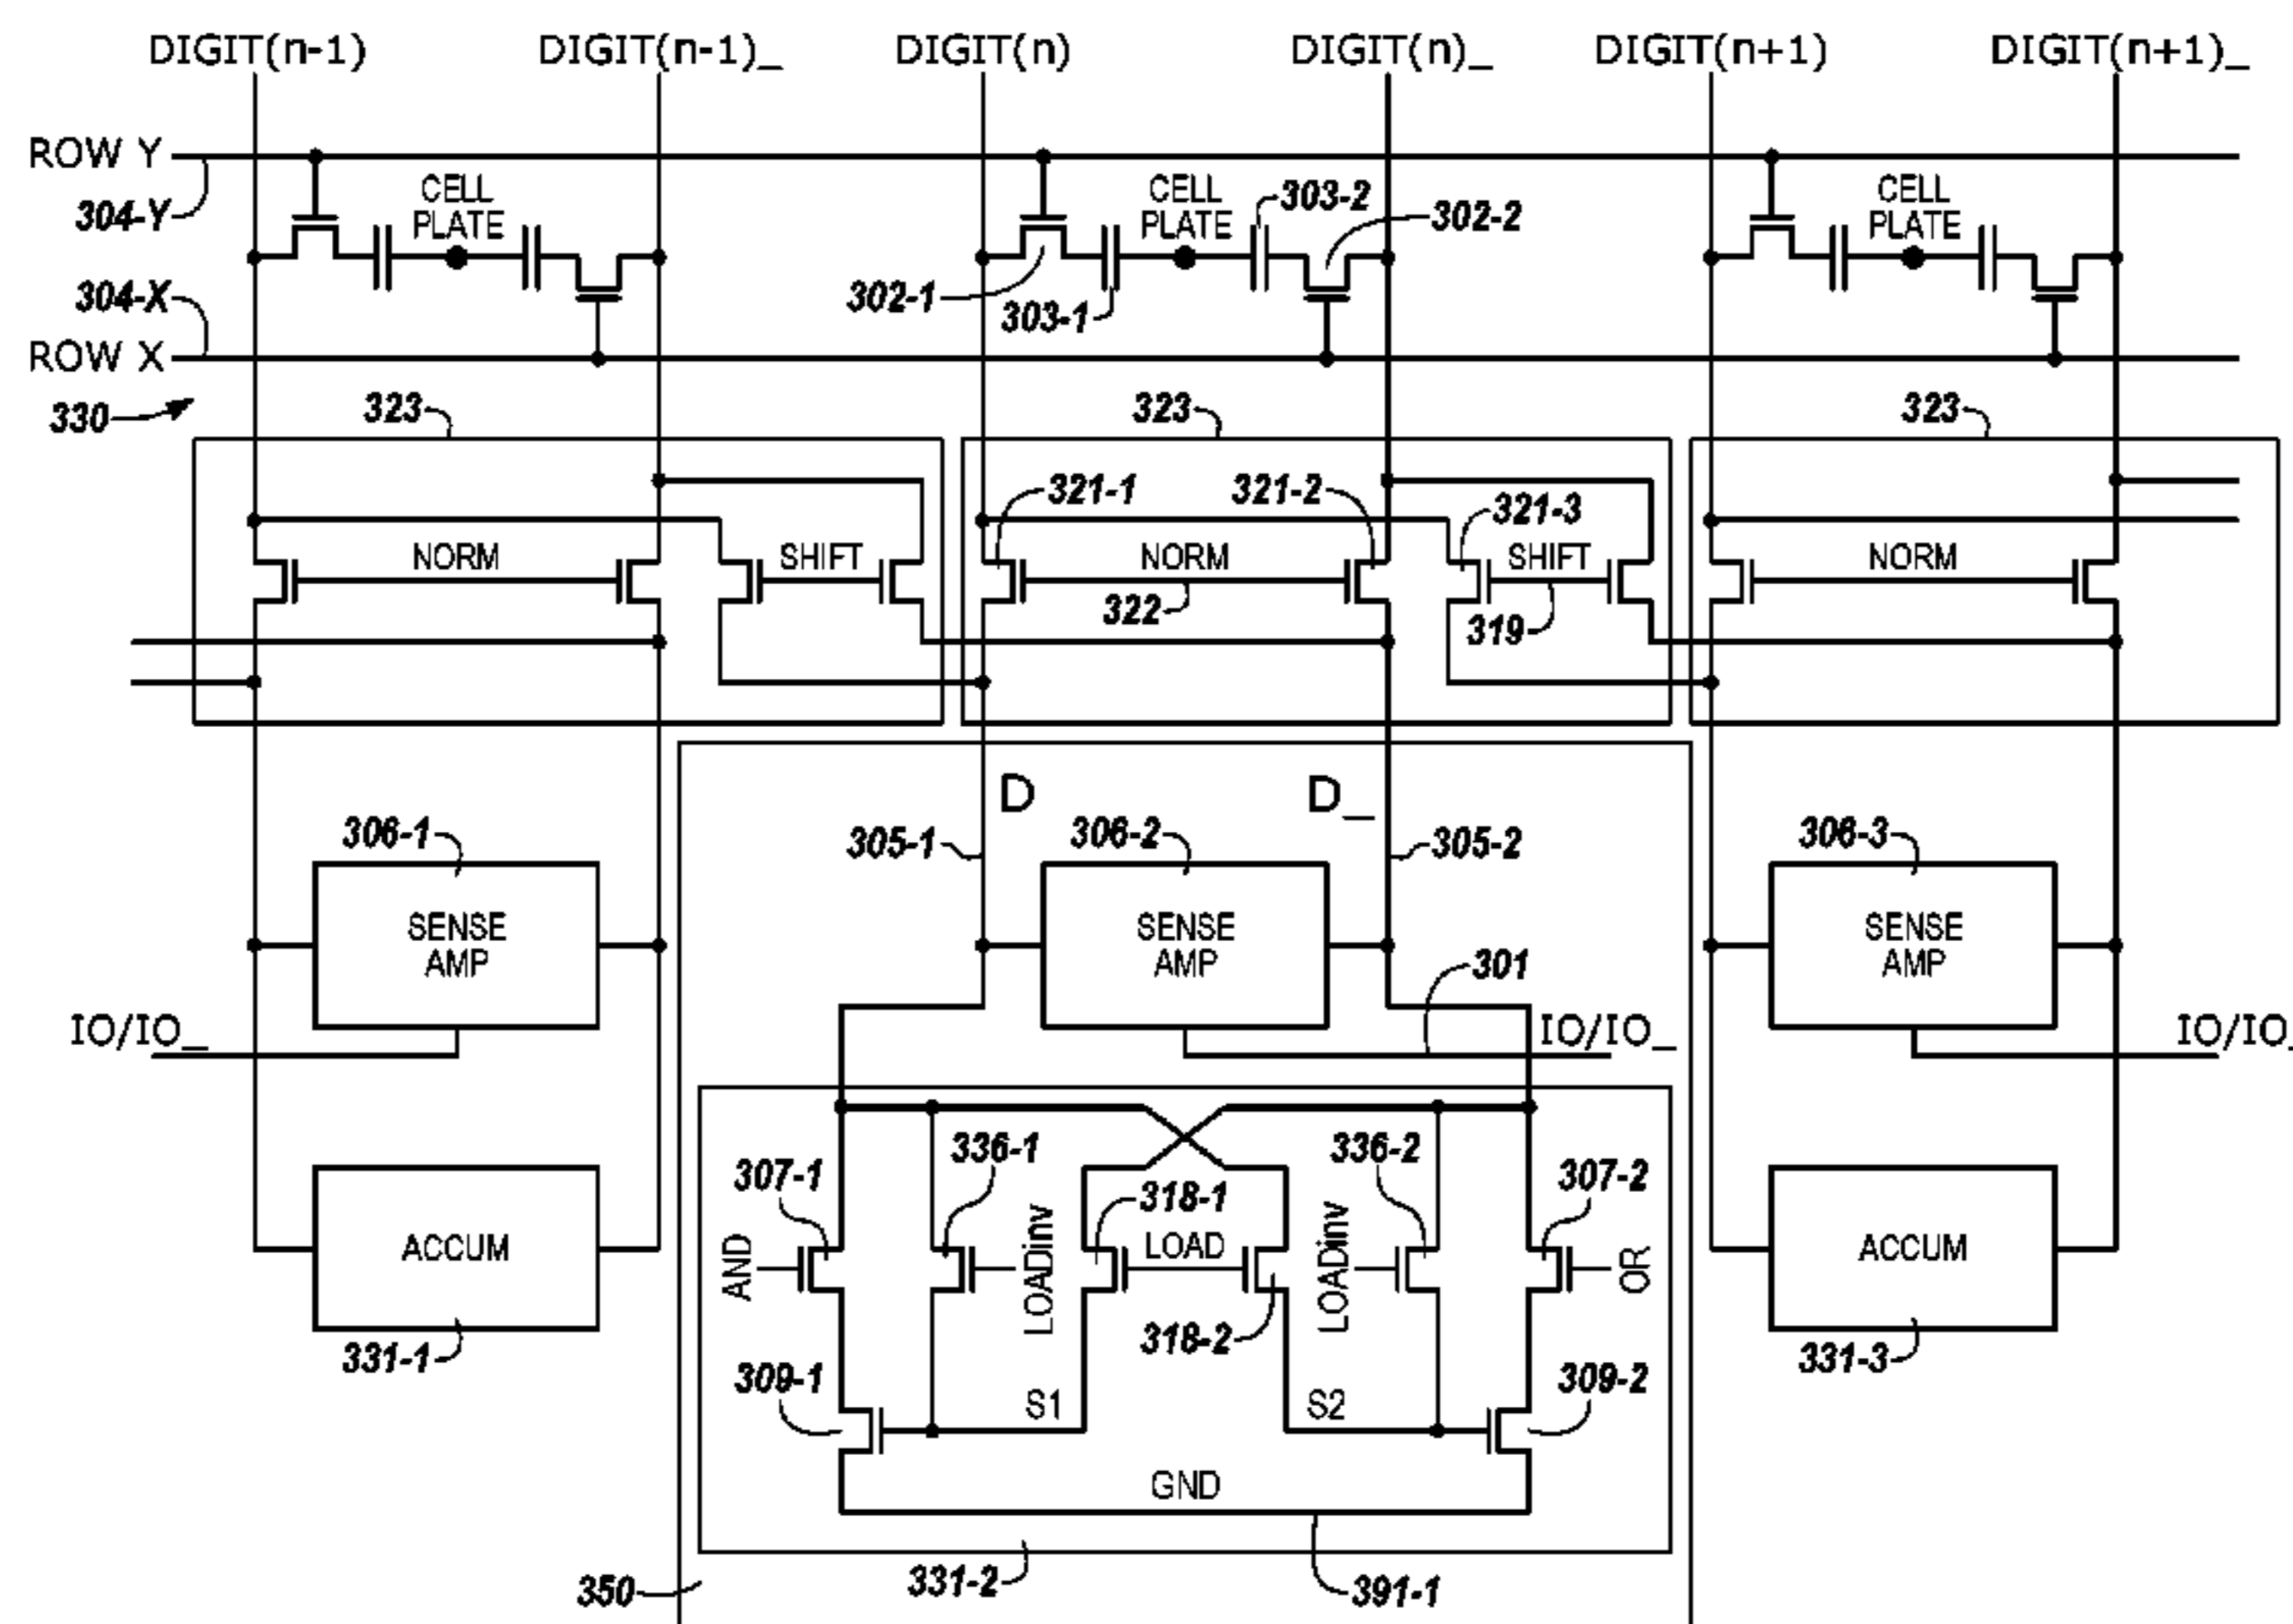 DIGIT(n-1) DIGIT(n-1)_ DIGIT(n) DIGIT(n)_ DIGIT(n+1) DIGIT(n+1)_
ROW Y
304-Y
CELL PLATE
CELL PLATE
303-2
302-2
CELL PLATE
304-X
302-1
303-1
ROW X
330
323
323
323
321-1
321-2
321-3
NORM
SHIFT
NORM
SHIFT
NORM
322
319
D
D_
306-1
305-1
306-2
305-2
306-3
SENSE AMP
SENSE AMP
SENSE AMP
301
IO/IO_
IO/IO_
IO/IO_
307-1
336-1
318-1
336-2
307-2
ACCUM
AND
LOADinv
LOAD
LOADinv
OR
ACCUM
318-2
331-1
331-3
309-1
S1
S2
309-2
GND
350
331-2
391-1